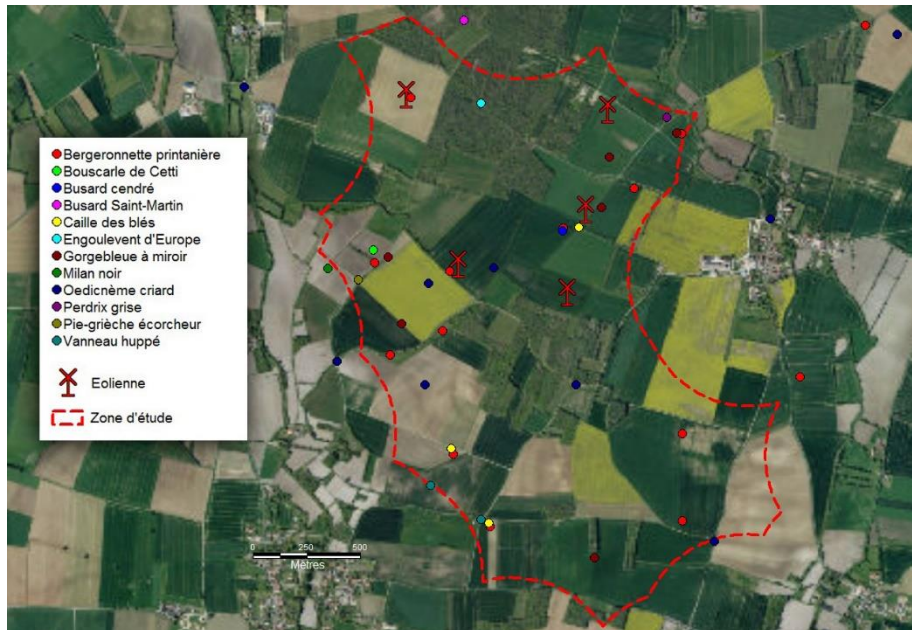 Bergeronnette printanière
Bouscarle de Cetti
Busard cendré
Busard Saint-Martin
Caille des blés
Engoulevent d'Europe
Gorgebleue à miroir
Milan noir
Oedicnème criard
Perdrix grise
Pie-grièche écorcheur
Vanneau huppé
Eolienne
Zone d'étude
0 250 500
Mètres